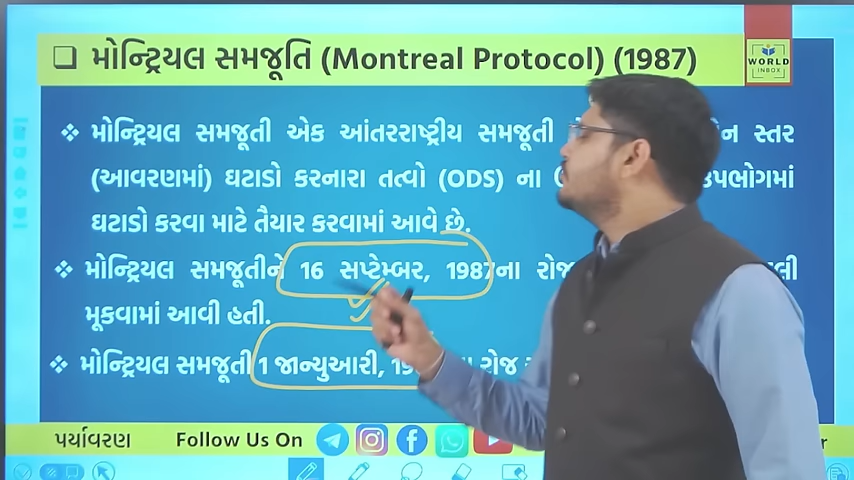 મોન્ટ્રિયલ સમજૂતિ (Montreal Protocol) (1987)
WORLD
INBOX
મોન્ટ્રિયલ સમજૂતી એક આંતરરાષ્ટ્રીય સમજૂતી સ્તર
(આવરણમાં) ઘટાડો કરનારા તત્વો (ODS) ના ઉપભોગમાં
ઘટાડો કરવા માટે તૈયાર કરવામાં આવે છે.
મોન્ટ્રિયલ સમજૂતીને 16 સપ્ટેમ્બર, 1987ના રોજ
મૂકવામાં આવી હતી.
મોન્ટ્રિયલ સમજૂતી 1 જાન્યુઆરી, રોજ
પર્યાવરણ Follow Us On